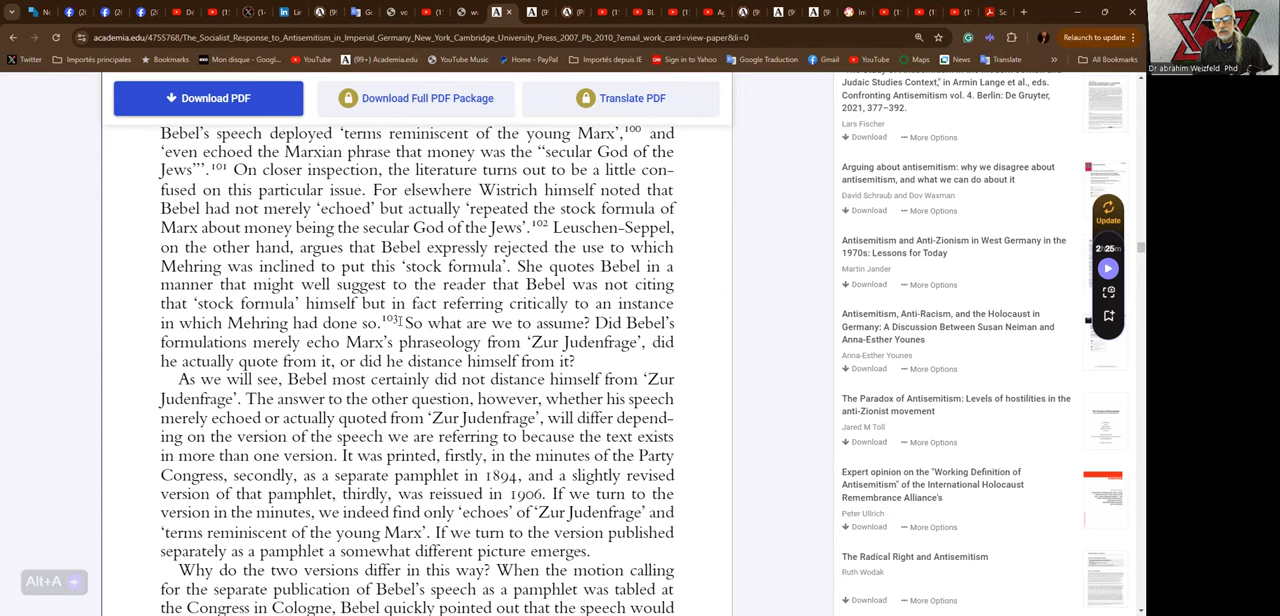 academia.edu/4755768/The_Socialist_Response_to_Antisemitism_in_Imperial_Germany_New_York_Cambridge_University_Press_2007_Pb_2010_?email_work_card=view-paper&li=0
Relaunch to update
Twitter
Importés principales
Bookmarks
Mon disque - Googl...
YouTube
(99+) Academia.edu
YouTube Music
Home - PayPal
Importés depuis IE
Sign in to Yahoo
Google Traduction
Facebook
Gmail
YouTube
Maps
News
Translate
All Bookmarks
Dr abrahim Weizfeld Phd
Download PDF
Download Full PDF Package
Translate PDF
Bebel's speech deployed 'terms reminiscent of the young Marx',100 and
'even echoed the Marxian phrase that money was the "secular God of the
Jews"'.101 On closer inspection, the literature turns out to be a little con-
fused on this particular issue. For elsewhere Wistrich himself noted that
Bebel had not merely 'echoed' but actually 'repeated the stock formula of
Marx about money being the secular God of the Jews'.102 Leuschen-Seppel,
on the other hand, argues that Bebel expressly rejected the use to which
Mehring was inclined to put this 'stock formula'. She quotes Bebel in a
manner that might well suggest to the reader that Bebel was not citing
that 'stock formula' himself but in fact referring critically to an instance
in which Mehring had done so.103 So what are we to assume? Did Bebel's
formulations merely echo Marx's phraseology from 'Zur Judenfrage', did
he actually quote from it, or did he distance himself from it?
As we will see, Bebel most certainly did not distance himself from 'Zur
Judenfrage'. The answer to the other question, however, whether his speech
merely echoed or actually quoted from 'Zur Judenfrage', will differ depend-
ing on the version of the speech we are referring to because the text exists
in more than one version. It was printed, firstly, in the minutes of the Party
Congress, secondly, as a separate pamphlet in 1894, and a slightly revised
version of that pamphlet, thirdly, was reissued in 1906. If we turn to the
version in the minutes, we indeed find only 'echoes' of 'Zur Judenfrage' and
'terms reminiscent of the young Marx'. If we turn to the version published
separately as a pamphlet a somewhat different picture emerges.
Why do the two versions differ in this way? When the motion calling
for the separate publication of Bebel's speech as a pamphlet was tabled at
the Congress in Cologne, Bebel quickly pointed out that the speech would
Judaic Studies Context," in Armin Lange et al., eds.
Confronting Antisemitism vol. 4. Berlin: De Gruyter,
2021, 377–392.
Lars Fischer
Download
More Options
Arguing about antisemitism: why we disagree about
antisemitism, and what we can do about it
David Schraub and Dov Waxman
Download
More Options
Antisemitism and Anti-Zionism in West Germany in the
1970s: Lessons for Today
Martin Jander
Download
More Options
Antisemitism, Anti-Racism, and the Holocaust in
Germany: A Discussion Between Susan Neiman and
Anna-Esther Younes
Anna-Esther Younes
Download
More Options
The Paradox of Antisemitism: Levels of hostilities in the
anti-Zionist movement
Jared M Toll
Download
More Options
Expert opinion on the "Working Definition of
Antisemitism" of the International Holocaust
Remembrance Alliance's
Peter Ullrich
Download
More Options
The Radical Right and Antisemitism
Ruth Wodak
Download
More Options
Update
Alt+A